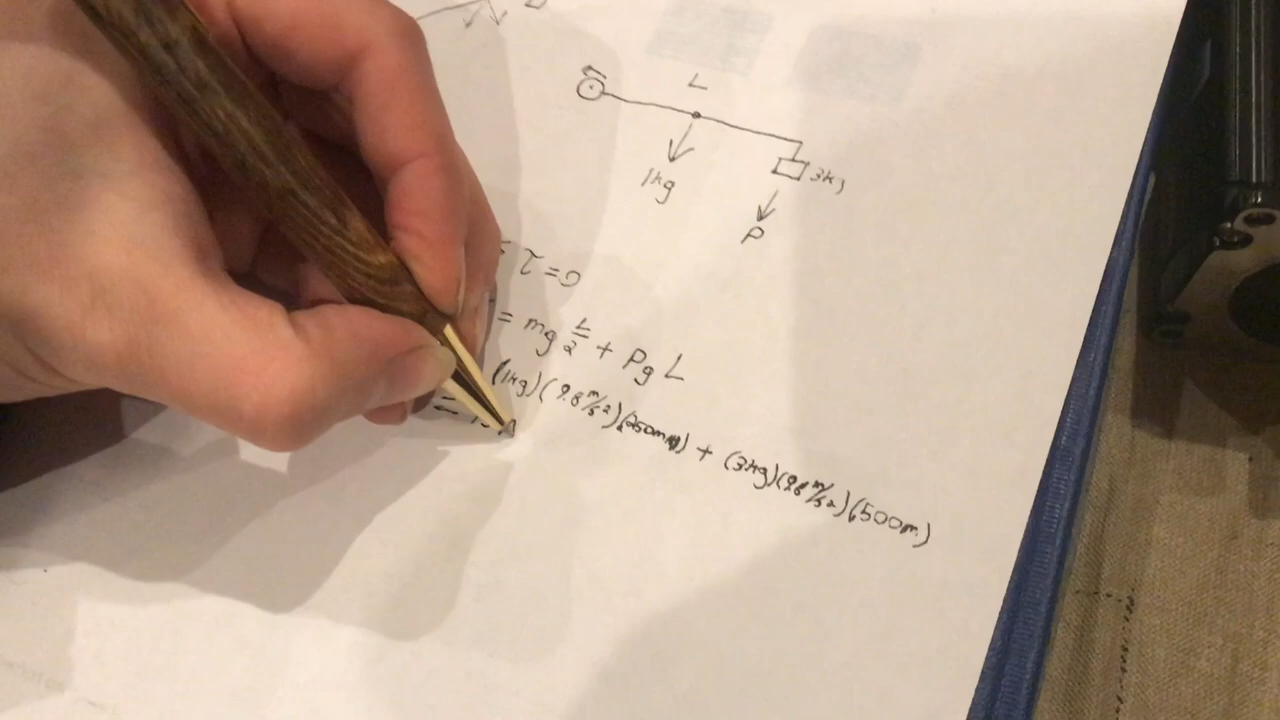 L
1kg
3kg
P
τ = 0
= mg L/2 + Pg L
(1kg)(9.8 m/s²)(.250m) + (3kg)(9.8 m/s²)(.500m)
=